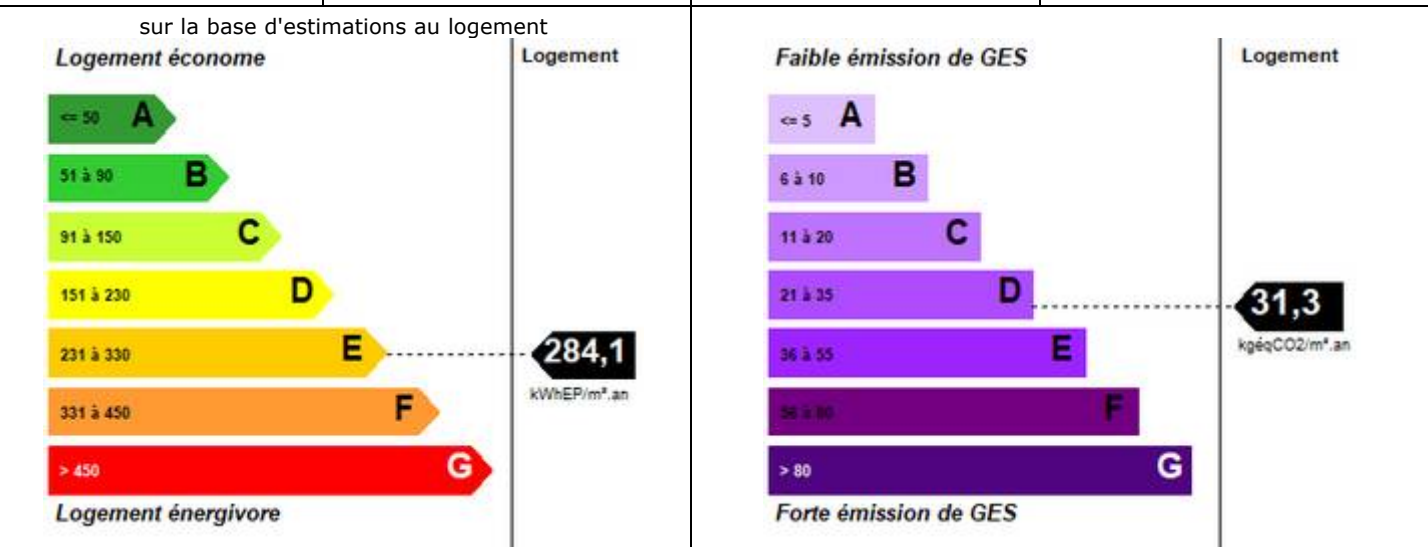 sur la base d'estimations au logement
Logement économe
Logement
<= 50 A
51 à 90 B
91 à 150 C
151 à 230 D
231 à 330 E
284,1
kWhEP/m².an
331 à 450 F
> 450 G
Logement énergivore
Faible émission de GES
Logement
<= 5 A
6 à 10 B
11 à 20 C
21 à 35 D
31,3
kgéqCO2/m².an
36 à 55 E
56 à 80 F
> 80 G
Forte émission de GES